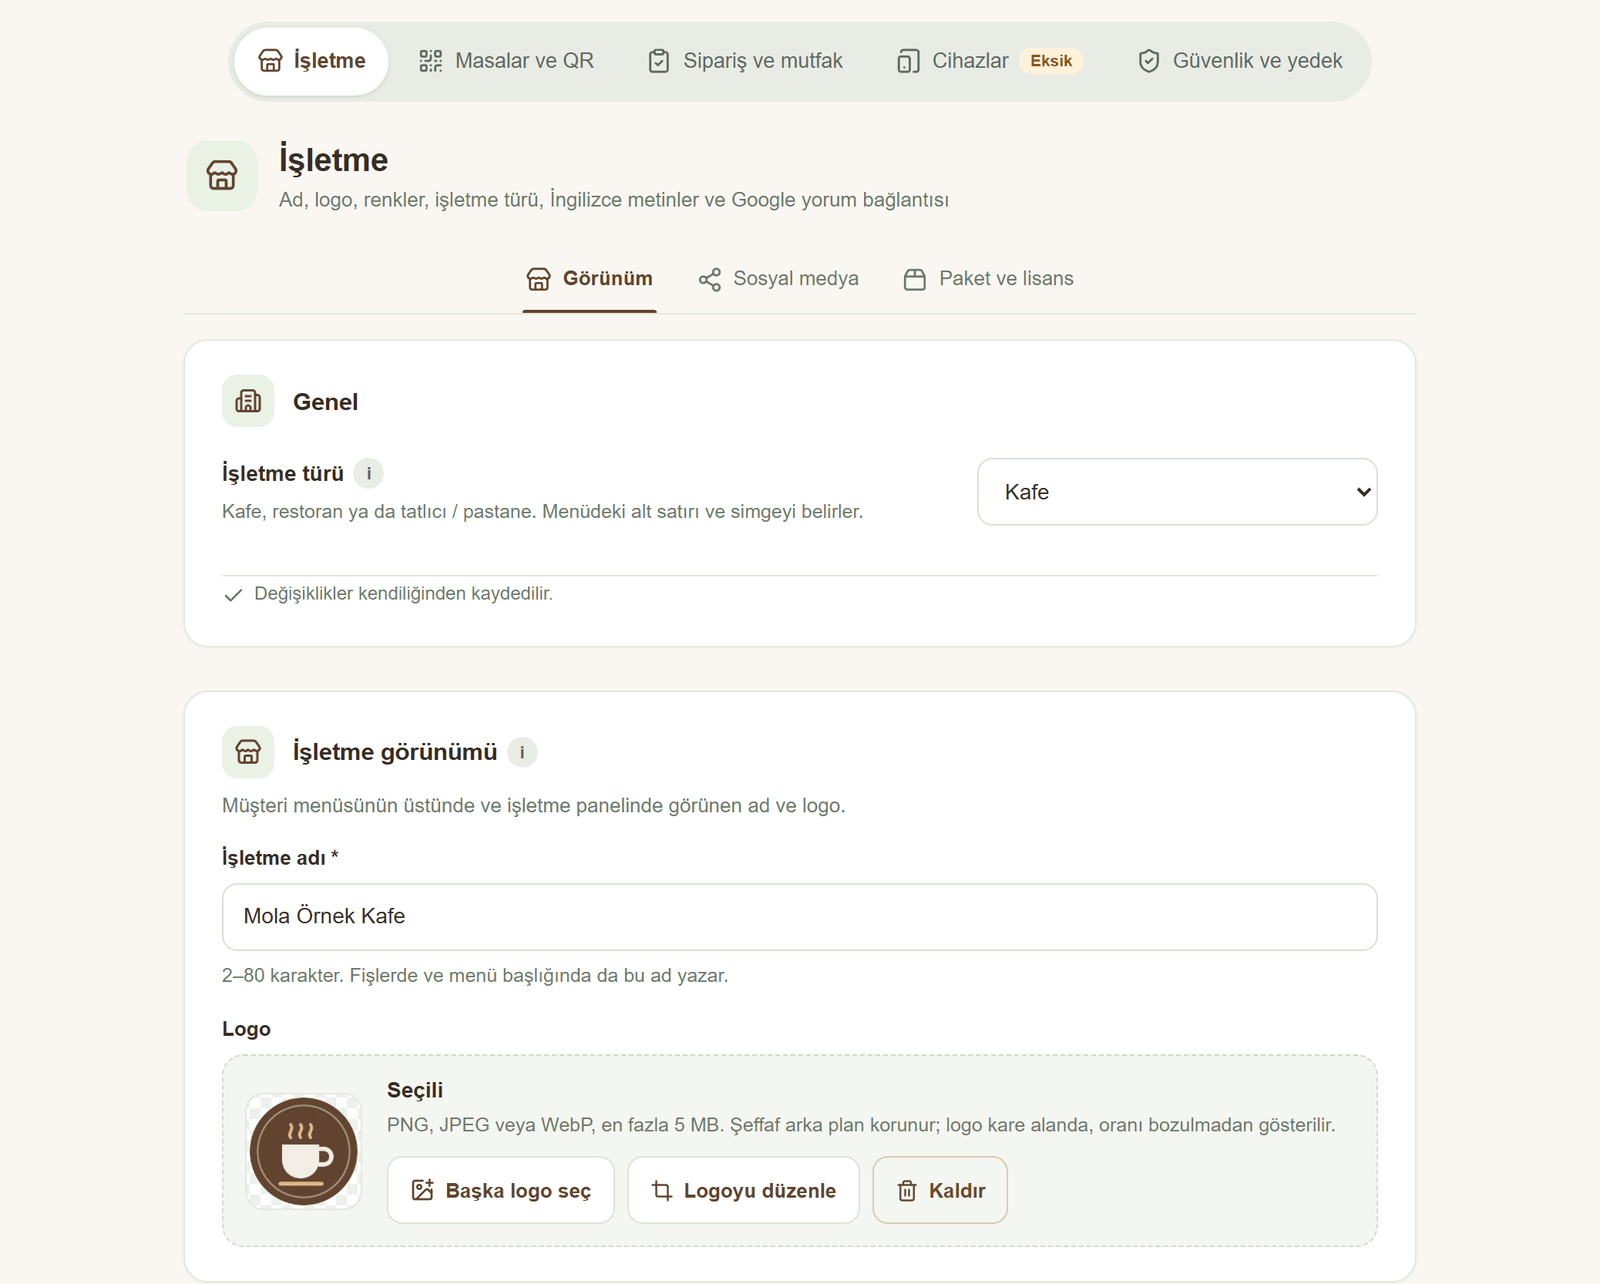 İşletme
Masalar ve QR
Sipariş ve mutfak
Cihazlar
Eksik
Güvenlik ve yedek
İşletme
Ad, logo, renkler, işletme türü, İngilizce metinler ve Google yorum bağlantısı
Görünüm
Sosyal medya
Paket ve lisans
Genel
İşletme türü
i
Kafe, restoran ya da tatlıcı / pastane. Menüdeki alt satırı ve simgeyi belirler.
Kafe
Değişiklikler kendiliğinden kaydedilir.
İşletme görünümü
i
Müşteri menüsünün üstünde ve işletme panelinde görünen ad ve logo.
İşletme adı *
Mola Örnek Kafe
2–80 karakter. Fişlerde ve menü başlığında da bu ad yazar.
Logo
Seçili
PNG, JPEG veya WebP, en fazla 5 MB. Şeffaf arka plan korunur; logo kare alanda, oranı bozulmadan gösterilir.
Başka logo seç
Logoyu düzenle
Kaldır